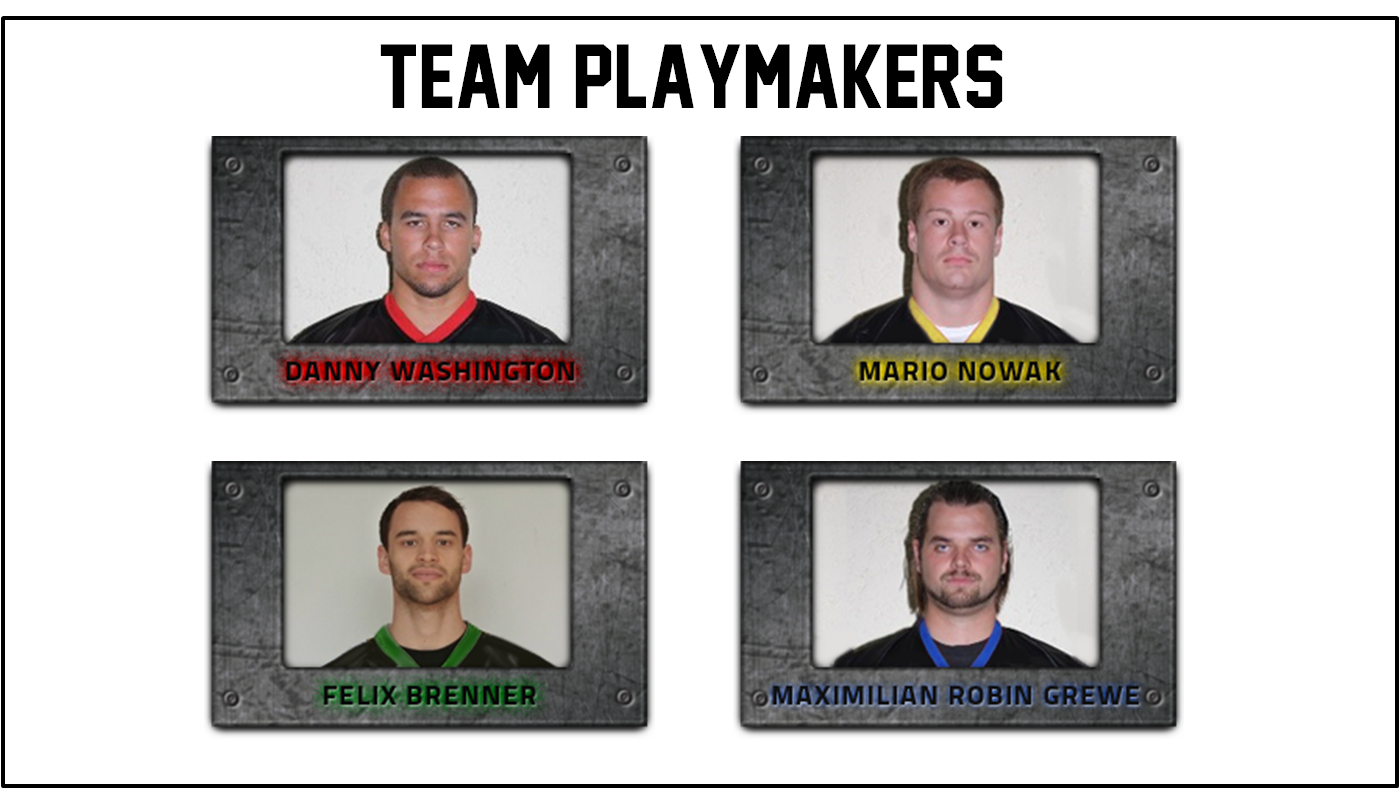 TEAM PLAYMAKERS
DANNY WASHINGTON
MARIO NOWAK
FELIX BRENNER
MAXIMILIAN ROBIN GREWE